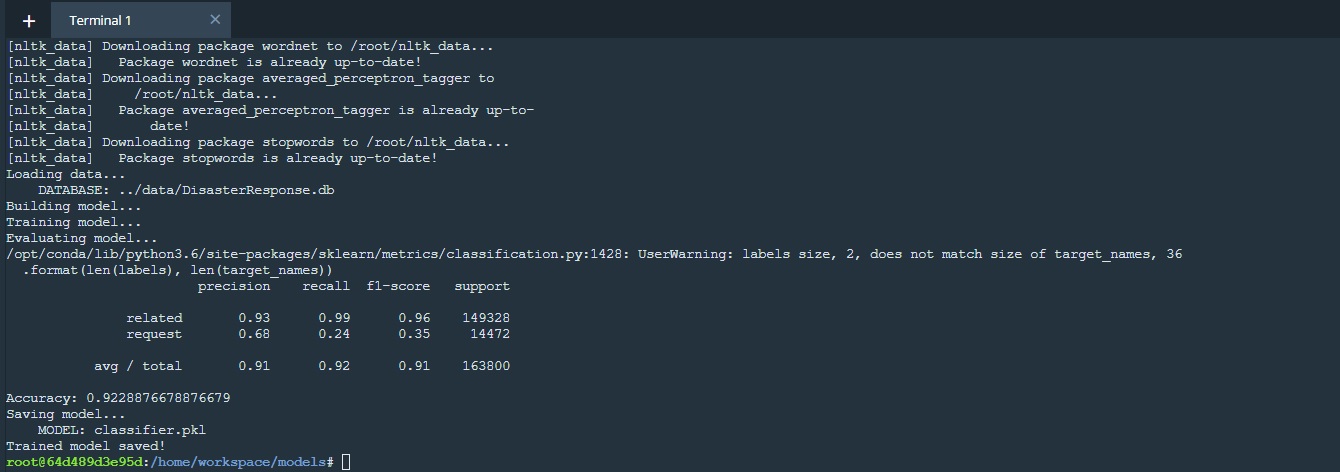 + Terminal 1 ×
[nltk_data] Downloading package wordnet to /root/nltk_data...
[nltk_data]   Package wordnet is already up-to-date!
[nltk_data] Downloading package averaged_perceptron_tagger to
[nltk_data]     /root/nltk_data...
[nltk_data]   Package averaged_perceptron_tagger is already up-to-
[nltk_data]       date!
[nltk_data] Downloading package stopwords to /root/nltk_data...
[nltk_data]   Package stopwords is already up-to-date!
Loading data...
    DATABASE: ../data/DisasterResponse.db
Building model...
Training model...
Evaluating model...
/opt/conda/lib/python3.6/site-packages/sklearn/metrics/classification.py:1428: UserWarning: labels size, 2, does not match size of target_names, 36
  .format(len(labels), len(target_names))
                        precision    recall  f1-score   support
               related       0.93      0.99      0.96    149328
               request       0.68      0.24      0.35     14472
           avg / total       0.91      0.92      0.91    163800
Accuracy: 0.9228876678876679
Saving model...
    MODEL: classifier.pkl
Trained model saved!
root@64d489d3e95d:/home/workspace/models#